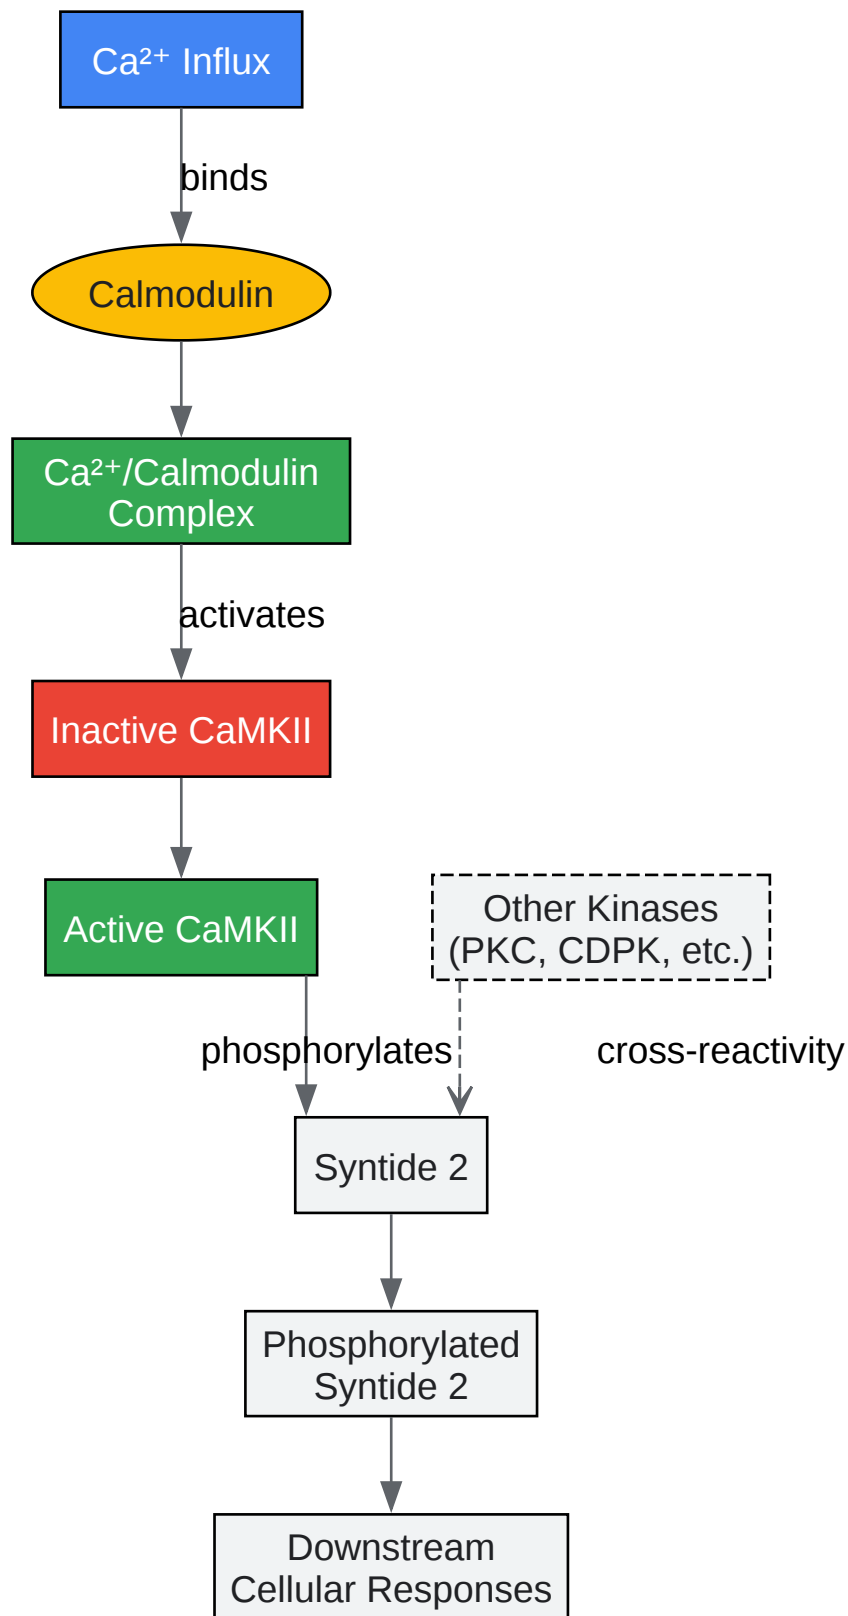 Ca²⁺ Influx
binds
Calmodulin
Ca²⁺/Calmodulin
Complex
activates
Inactive CaMKII
Active CaMKII
Other Kinases
(PKC, CDPK, etc.)
phosphorylates
cross-reactivity
Syntide 2
Phosphorylated
Syntide 2
Downstream
Cellular Responses